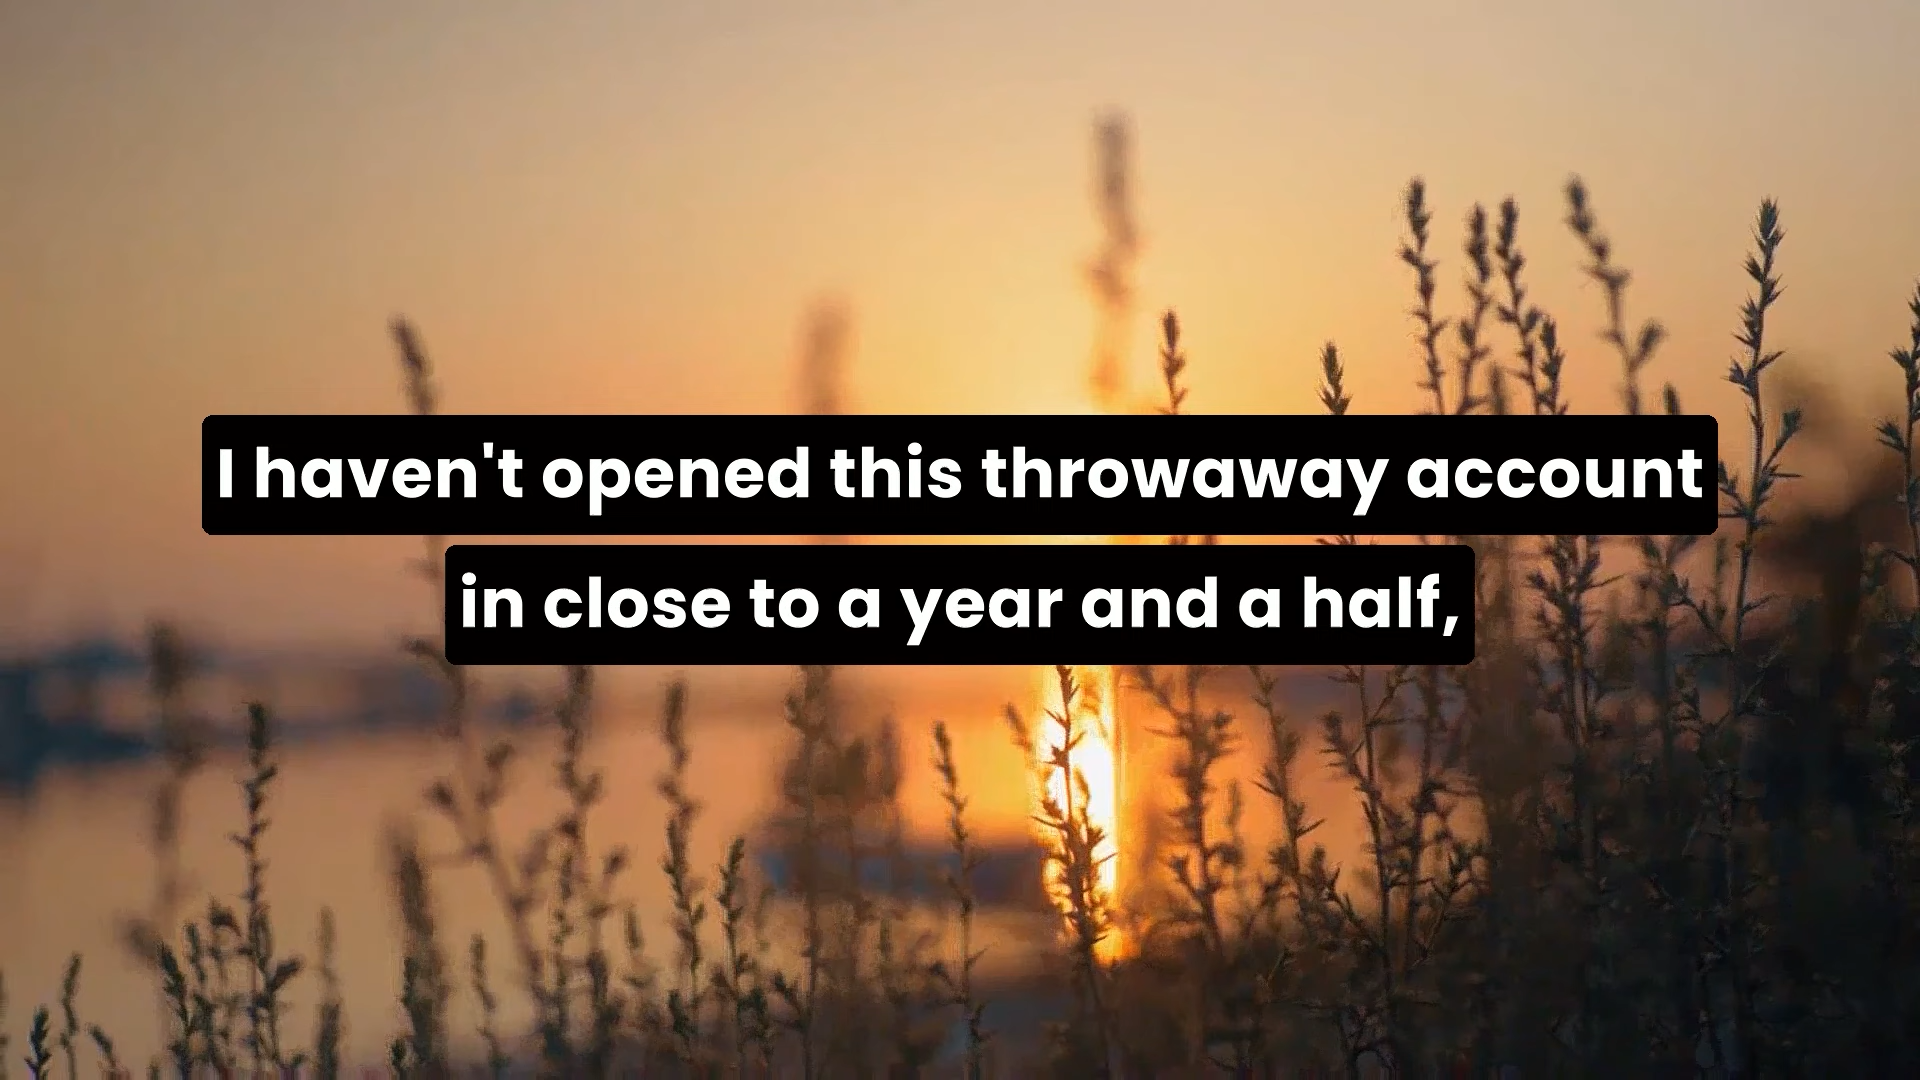 I haven't opened this throwaway account
in close to a year and a half,